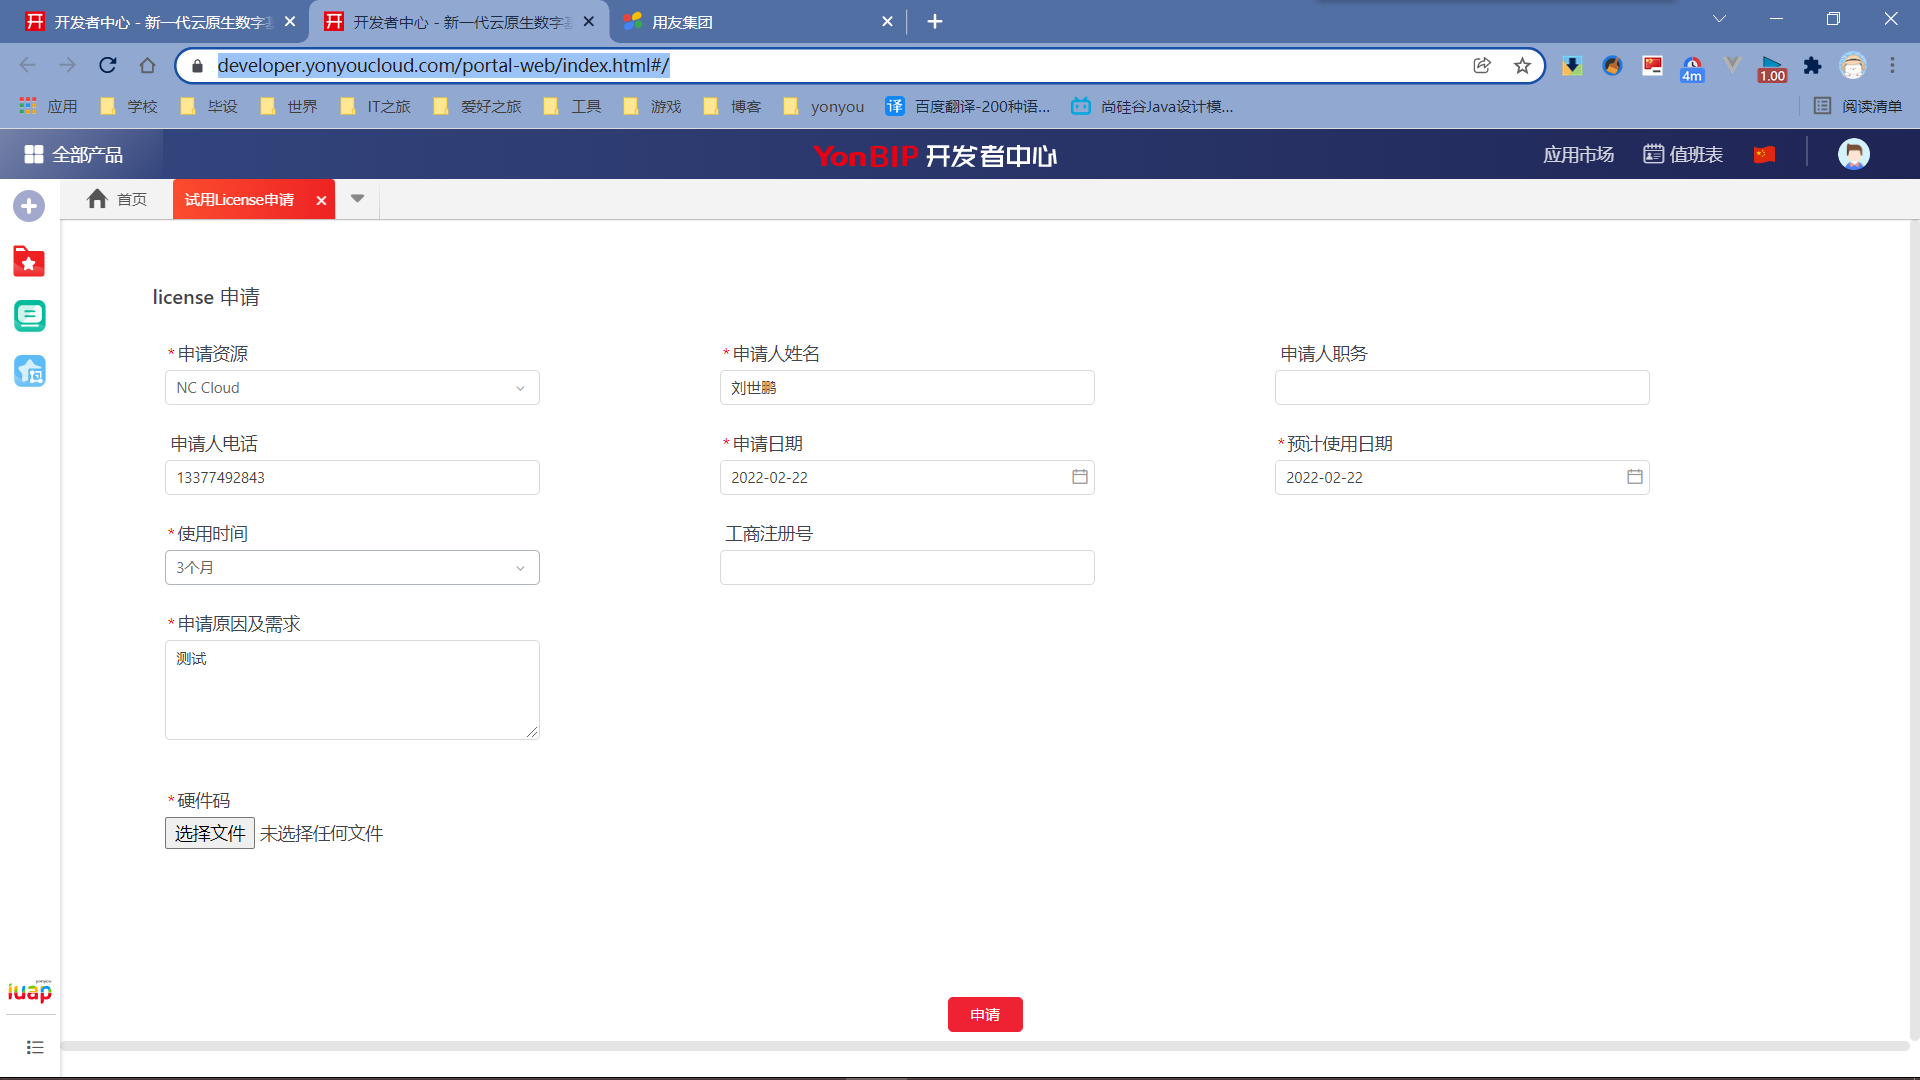 开发者中心 - 新一代云原生数字
开发者中心 - 新一代云原生数字
用友集团
developer.yonyoucloud.com/portal-web/index.html#/
4m
1.00
应用
学校
毕设
世界
IT之旅
爱好之旅
工具
游戏
博客
yonyou
译
百度翻译-200种语...
尚硅谷Java设计模...
阅读清单
全部产品
YonBIP 开发者中心
应用市场
值班表
首页
试用License申请
license 申请
*申请资源
*申请人姓名
申请人职务
NC Cloud
刘世鹏
申请人电话
*申请日期
*预计使用日期
13377492843
2022-02-22
2022-02-22
*使用时间
工商注册号
3个月
*申请原因及需求
测试
*硬件码
选择文件 未选择任何文件
iuap
申请